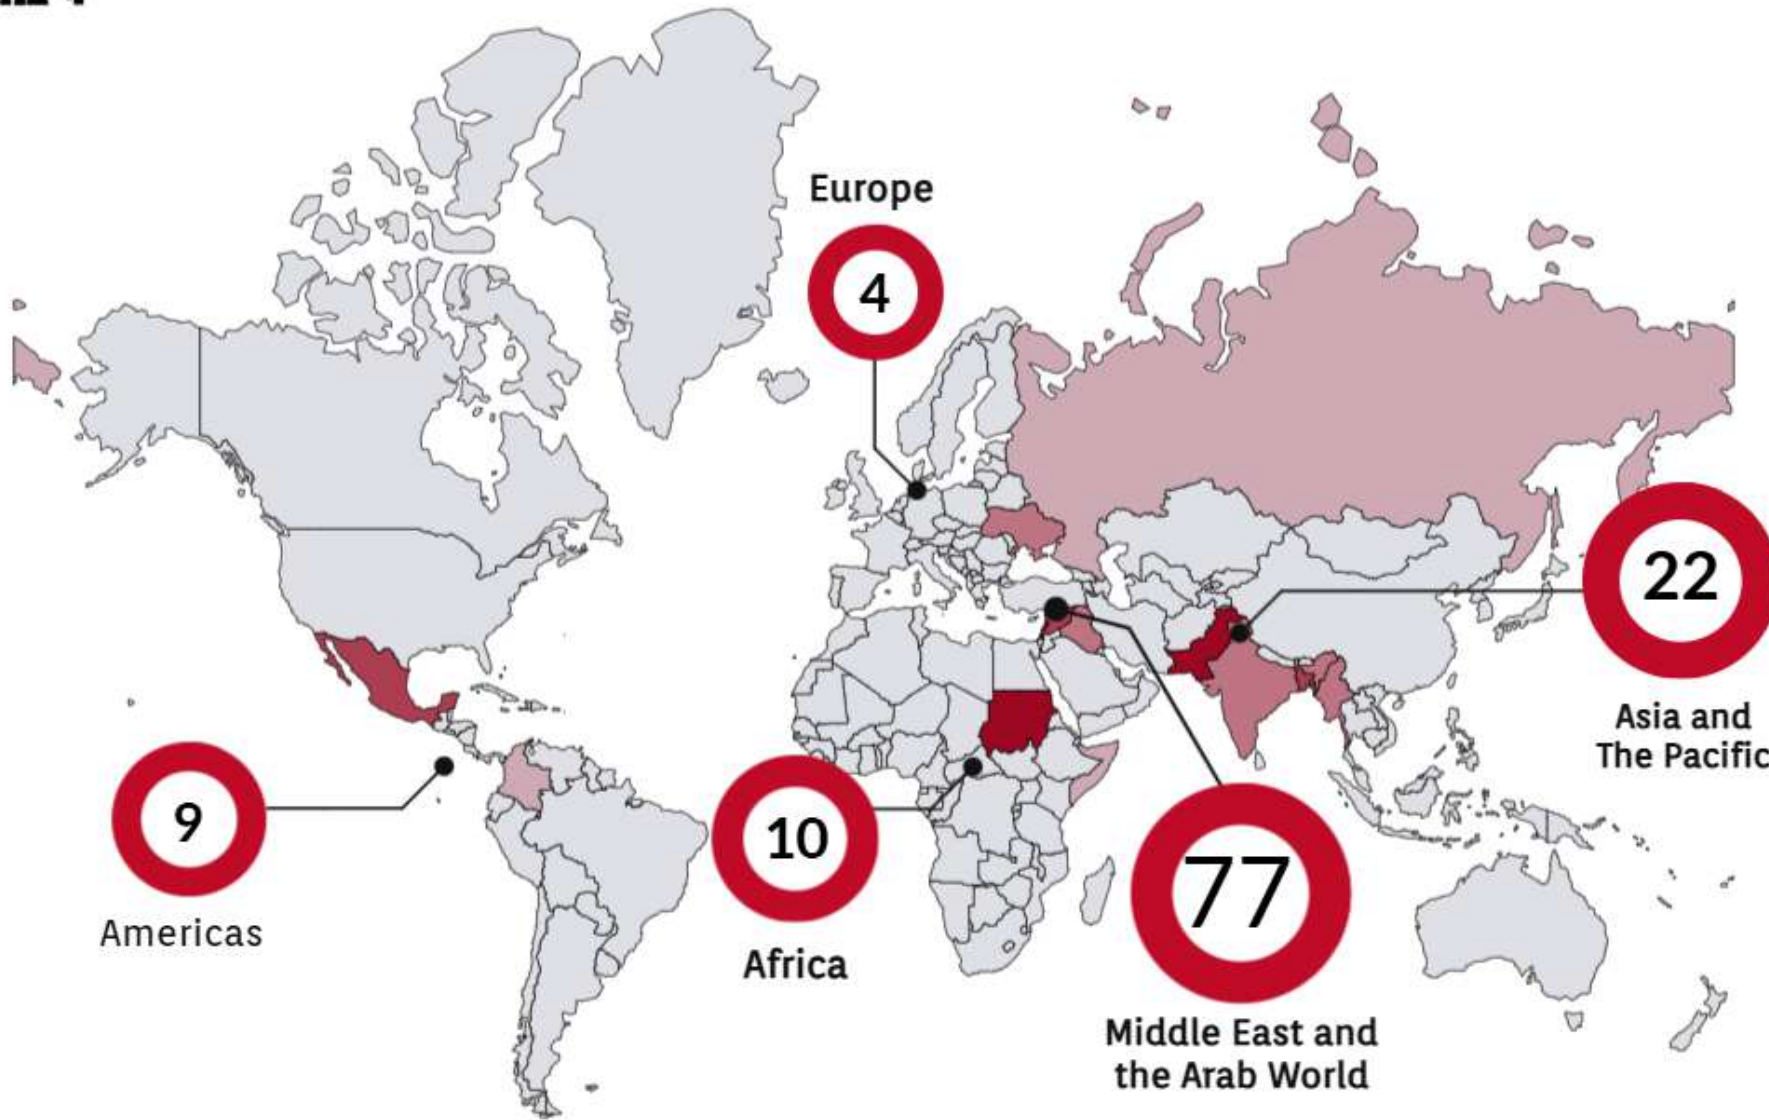 Europe
4
22
Asia and
The Pacific
9
Americas
10
Africa
77
Middle East and
the Arab World